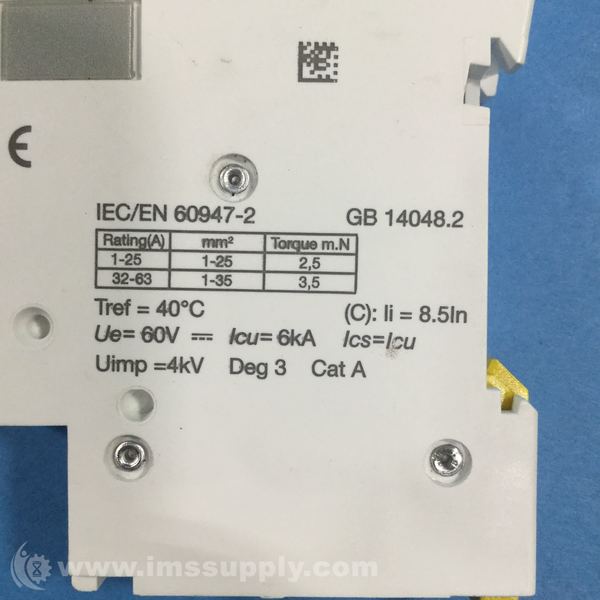 CE
IEC/EN 60947-2 GB 14048.2
Rating(A) mm² Torque m.N
1-25 1-25 2,5
32-63 1-35 3,5
Tref = 40°C (C): Ii = 8.5In
Ue= 60V ⎓ Icu= 6kA Ics=Icu
Uimp =4kV Deg 3 Cat A
www.imssupply.com